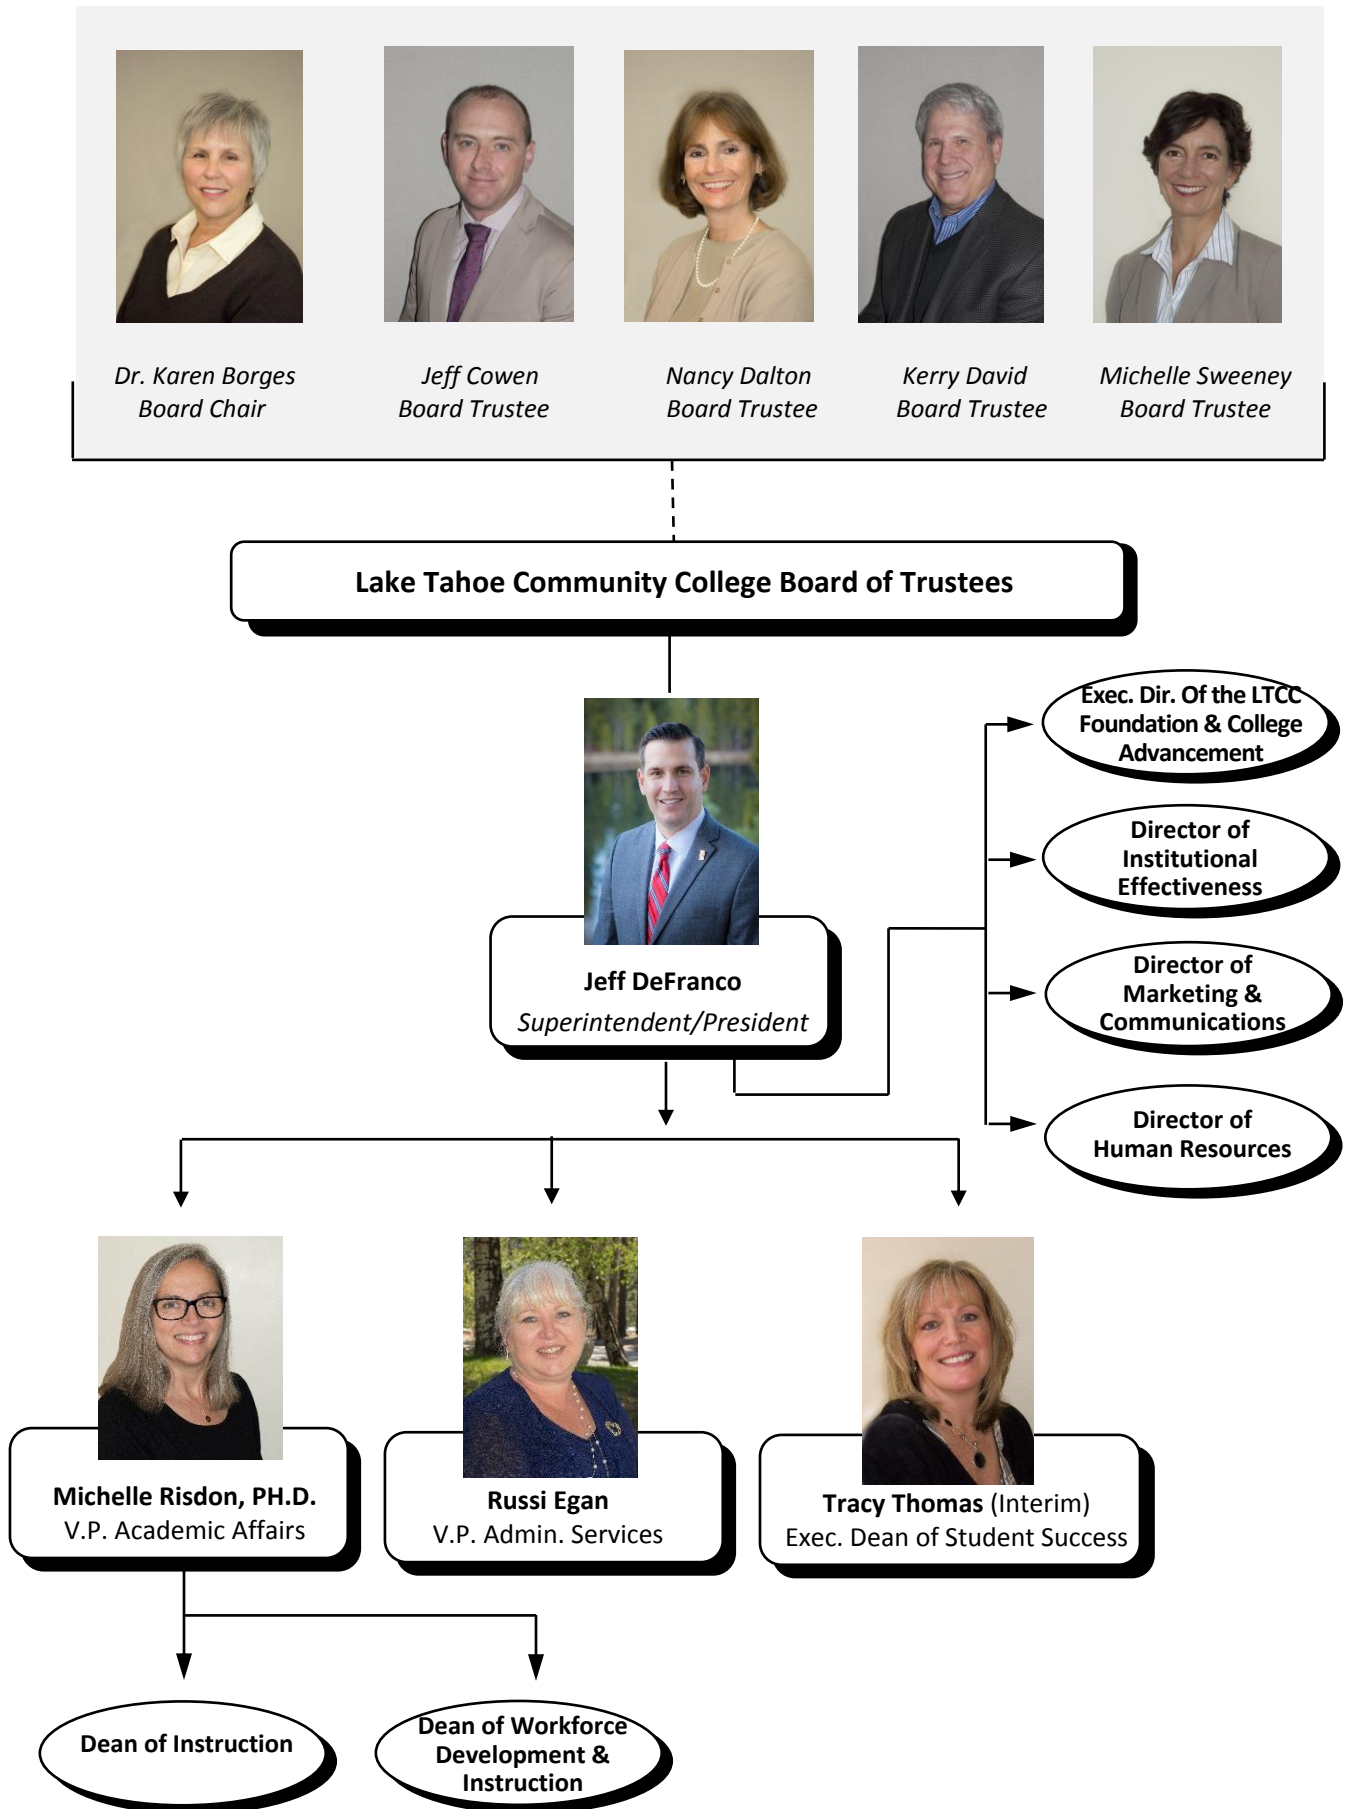 Dr. Karen Borges
Board Chair
Jeff Cowen
Board Trustee
Nancy Dalton
Board Trustee
Kerry David
Board Trustee
Michelle Sweeney
Board Trustee
Lake Tahoe Community College Board of Trustees
Jeff DeFranco
Superintendent/President
Exec. Dir. Of the LTCC
Foundation & College
Advancement
Director of
Institutional
Effectiveness
Director of
Marketing &
Communications
Director of
Human Resources
Michelle Risdon, PH.D.
V.P. Academic Affairs
Russi Egan
V.P. Admin. Services
Tracy Thomas (Interim)
Exec. Dean of Student Success
Dean of Instruction
Dean of Workforce
Development &
Instruction